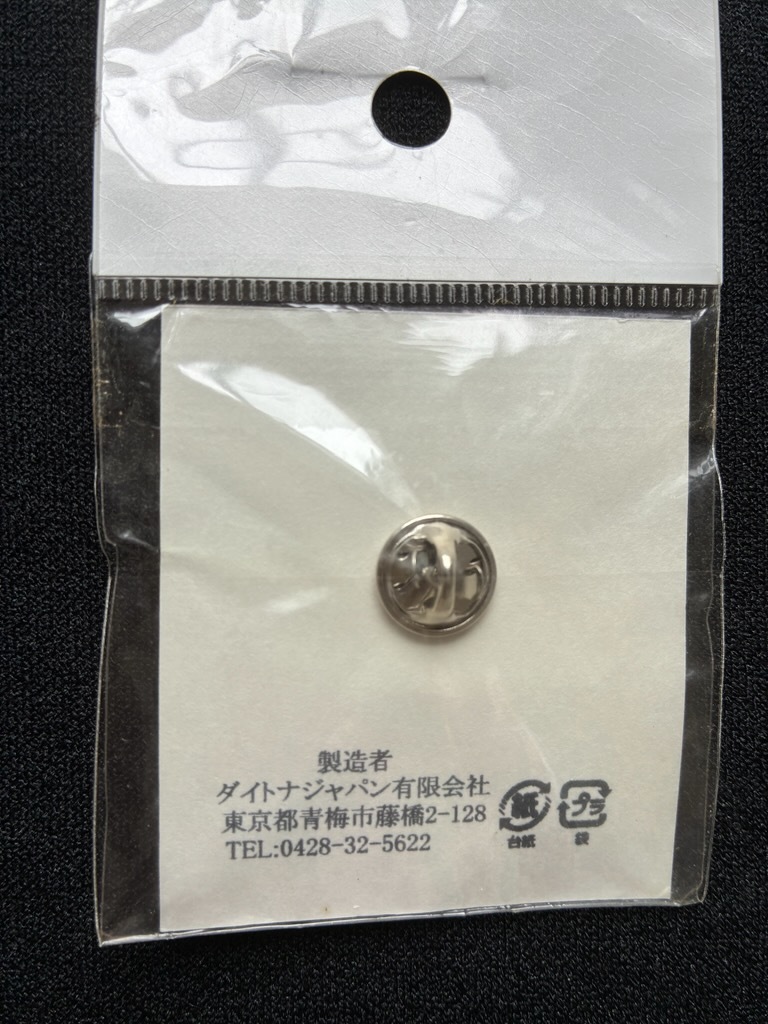 製造者
ダイトナジャパン有限会社
東京都青梅市藤橋2-128
TEL:0428-32-5622
紙 プラ
台紙 袋